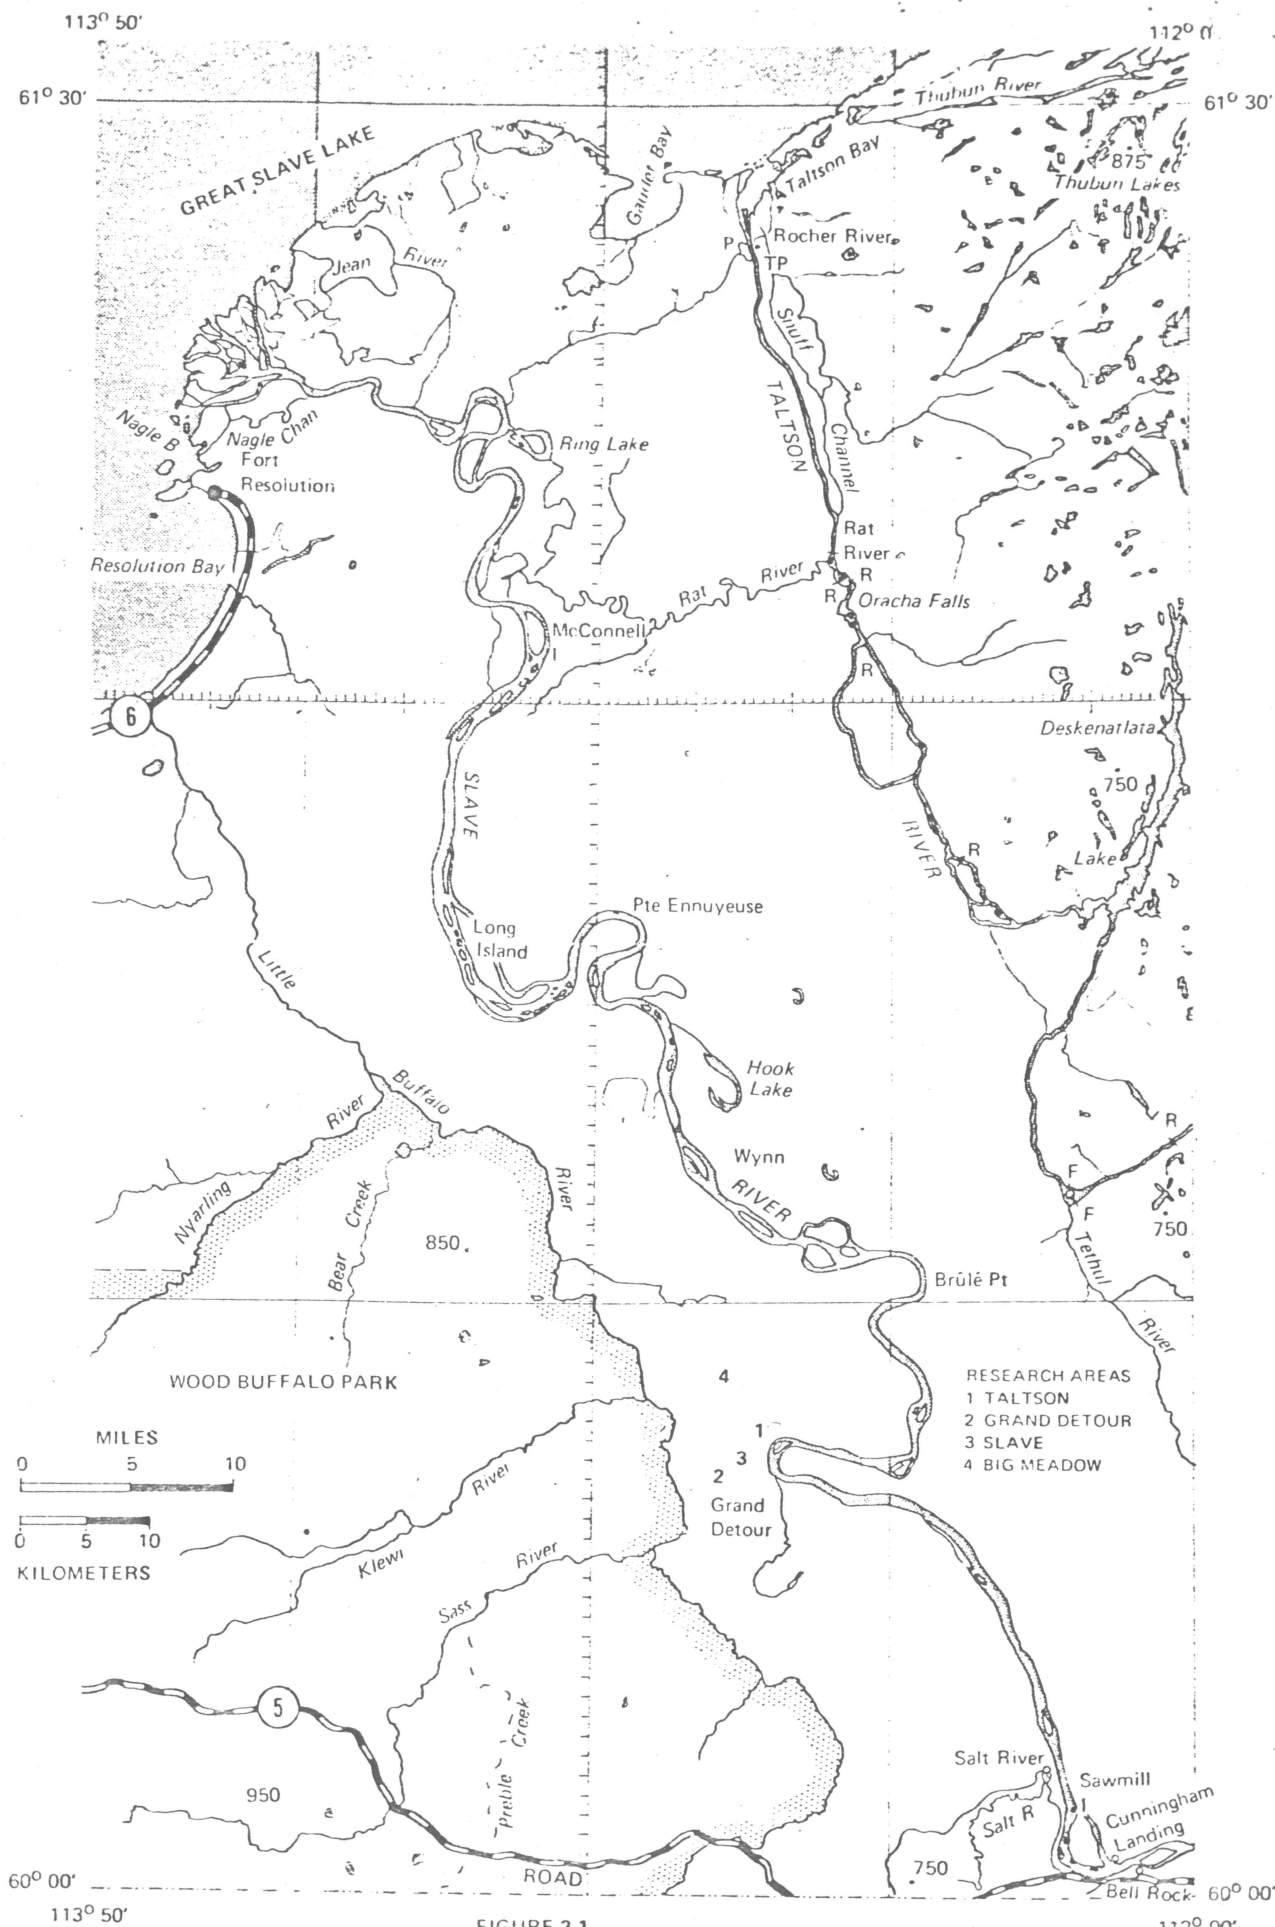 113° 50'
112° 0
61° 30'
61° 30'
Thubun River
GREAT SLAVE LAKE
Gaulier Bay
Taltson Bay
875
Thubun Lakes
Rocher River
P
TP
Jean River
Snuff Channel
TALTSON
Nagle B
Nagle Chan
Ring Lake
Fort
Resolution
Rat
River
Resolution Bay
R
Rat River
R
Oracha Falls
McConnell
I
R
6
Deskenatlata
750
SLAVE
RIVER
R
Lake
Pte Ennuyeuse
Long
Island
Little
Hook
Lake
Buffalo
River
R
Wynn
F
River
Nyarling
Creek
RIVER
F
850
750
Bear
Tethul
Brûlé Pt
River
WOOD BUFFALO PARK
4
RESEARCH AREAS
1 TALTSON
2 GRAND DETOUR
3 SLAVE
4 BIG MEADOW
MILES
0 5 10
1
3
2
River
Grand
Detour
0 5 10
KILOMETERS
Klewi
River
Sass
5
Creek
Preble
Salt River
Sawmill
950
Salt R
Cunningham
Landing
750
ROAD
60° 00'
Bell Rock
60° 00'
113° 50'
FIGURE 2.1
112° 00'